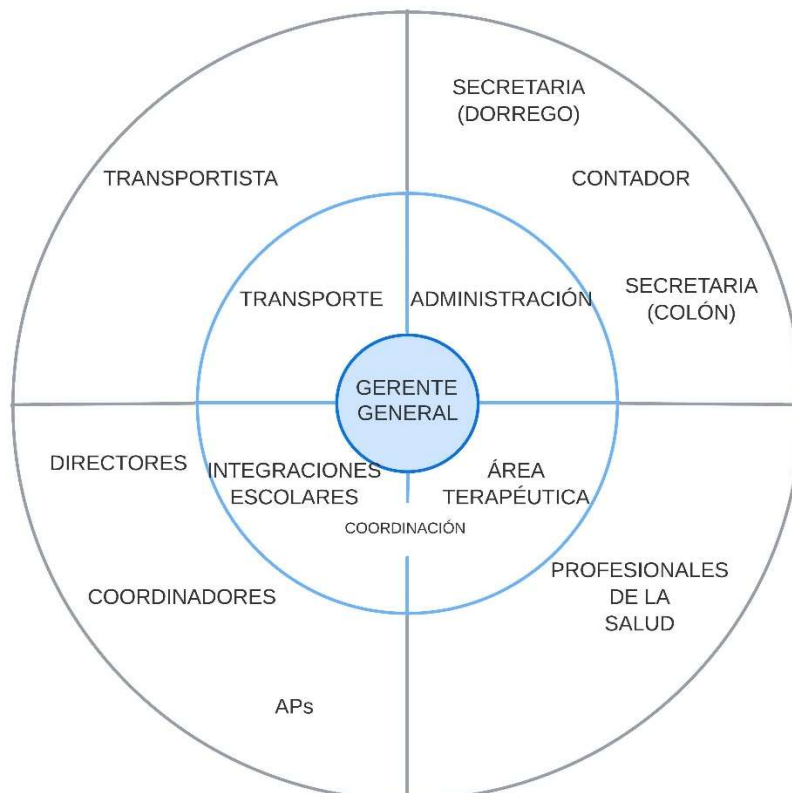 SECRETARIA
(DORREGO)
TRANSPORTISTA
CONTADOR
SECRETARIA
(COLÓN)
TRANSPORTE
ADMINISTRACIÓN
GERENTE
GENERAL
DIRECTORES
INTEGRACIONES
ESCOLARES
ÁREA
TERAPÉUTICA
COORDINACIÓN
COORDINADORES
PROFESIONALES
DE LA
SALUD
APs